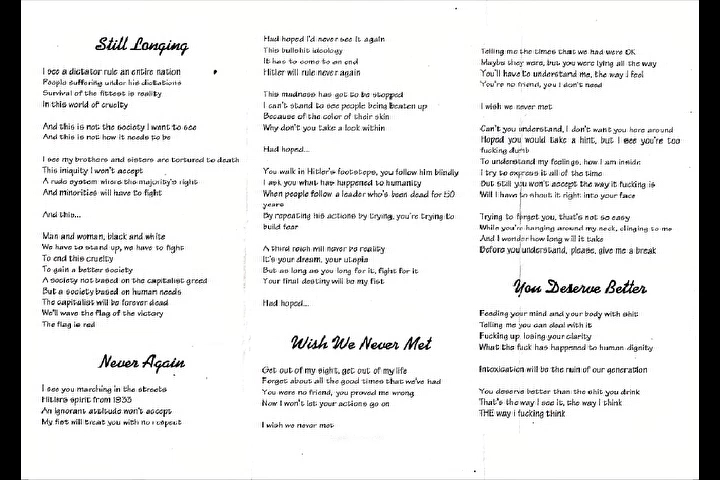 Still Longing
I see a dictator rule an entire nation
People suffering under his dictations
Survival of the fittest is reality
In this world of cruelty
And this is not the society I want to see
And this is not how it needs to be
I see my brothers and sisters are tortured to death
This iniquity I won't accept
A rude system where the majority's right
And minorities will have to fight
And this...
Man and woman, black and white
We have to stand up, we have to fight
To end this cruelty
To gain a better society
A society not based on the capitalist greed
But a society based on human needs
The capitalist will be forever dead
We'll wave the flag of the victory
The flag is red
Never Again
I see you marching in the streets
Hitlers spirit from 1933
An ignorant attitude won't accept
My fist will treat you with no respect
Had hoped I'd never see it again
This bullshit ideology
It has to come to an end
Hitler will rule never again
This madness has got to be stopped
I can't stand to see people being beaten up
Because of the color of their skin
Why don't you take a look within
Had hoped...
You walk in Hitler's footsteps, you follow him blindly
I ask you what has happened to humanity
When people follow a leader who's been dead for 50
years
By repeating his actions by trying, you're trying to
build fear
A third reich will never be reality
It's your dream, your utopia
But as long as you long for it, fight for it
Your final destiny will be my fist
Had hoped...
Wish We Never Met
Get out of my sight, get out of my life
Forget about all the good times that we've had
You were no friend, you proved me wrong
Now I won't let your actions go on
I wish we never met
Telling me the times that we had were OK
Maybe they were, but you were lying all the way
You'll have to understand me, the way I feel
You're no friend, you I don't need
I wish we never met
Can't you understand, I don't want you here around
Hoped you would take a hint, but I see you're too
fucking dumb
To understand my feelings, how I am inside
I try to express it all of the time
But still you won't accept the way it fucking is
Will I have to shout it right into your face
Trying to forget you, that's not so easy
While you're hanging around my neck, clinging to me
And I wonder how long will it take
Before you understand, please, give me a break
You Deserve Better
Feeding your mind and your body with shit
Telling me you can deal with it
Fucking up, losing your clarity
What the fuck has happened to human dignity
Intoxication will be the ruin of our generation
You deserve better than the shit you drink
That's the way I see it, the way I think
THE way i fucking think